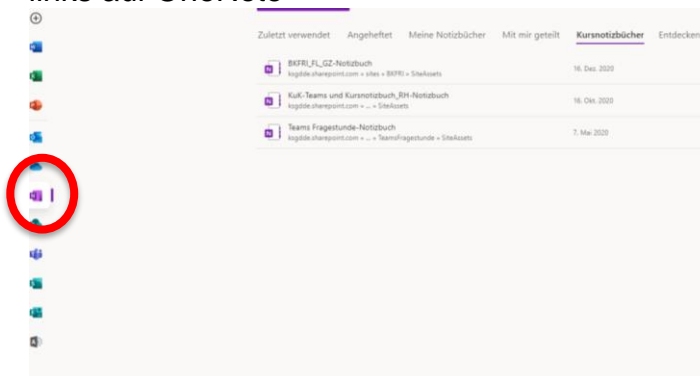 links auf OneNote
Zuletzt verwendet Angeheftet Meine Notizbücher Mit mir geteilt Kursnotizbücher Entdecken
BKFRI_FL_GZ-Notizbuch
ksgdde.sharepoint.com » sites » BKFRI » SiteAssets
16. Dez. 2020
KuK-Teams und Kursnotizbuch_RH-Notizbuch
ksgdde.sharepoint.com » ... » SiteAssets
16. Okt. 2020
Teams Fragestunde-Notizbuch
ksgdde.sharepoint.com » ... » TeamsFragestunde » SiteAssets
7. Mai 2020